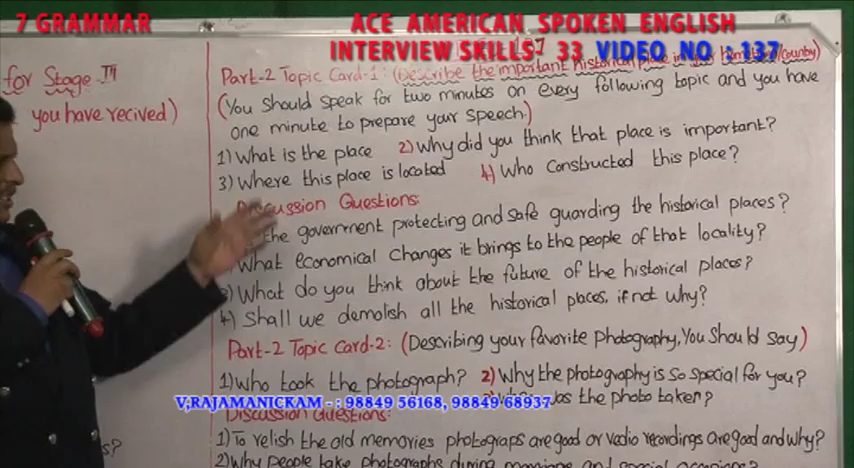 7 GRAMMAR
ACE AMERICAN SPOKEN ENGLISH
INTERVIEW SKILLS- 33 VIDEO NO : 137
for Stage III
you have recived)
Part-2 Topic Card-1: (Describe the important historical place in
(You should speak for two minutes on every following topic and you have
one minute to prepare your speech.)
1) What is the place 2) Why did you think that place is important?
3) Where this place is located 4) Who constructed this place?
Discussion Questions:
the government protecting and safe guarding the historical places?
What economical changes it brings to the people of that locality?
3) What do you think about the future of the historical places?
4) Shall we demolish all the historical places, if not why?
Part-2 Topic Card-2: (Describing your favorite photography, You Should say)
1) Who took the photograph? 2) Why the photography is so special for you?
V.RAJAMANICKAM - : 98849 56168, 98849 68937
was the photo taken?
Discussion Questions:
1) To relish the old memories photograps are good or vadio recordings are good and why?
2) Why people take photographs during